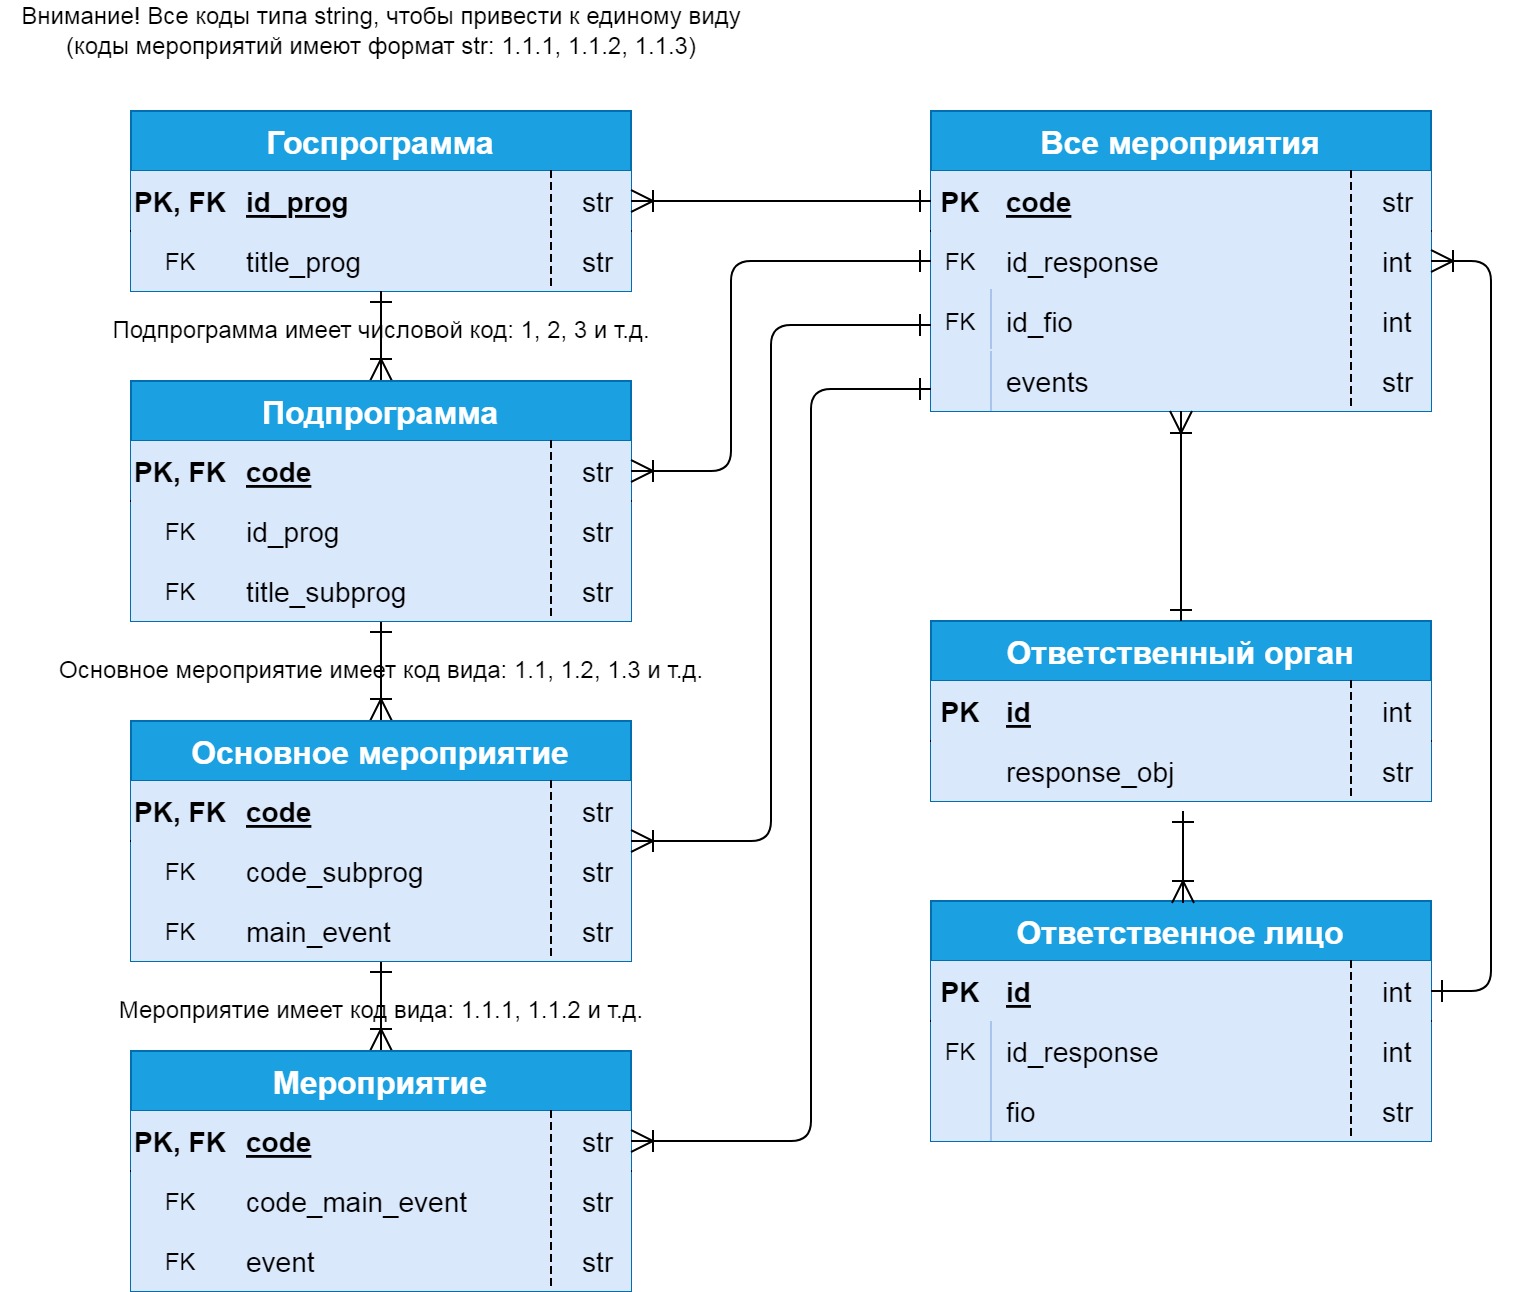 Внимание! Все коды типа string, чтобы привести к единому виду
(коды мероприятий имеют формат str: 1.1.1, 1.1.2, 1.1.3)
Госпрограмма
PK, FK id_prog str
FK title_prog str
Подпрограмма имеет числовой код: 1, 2, 3 и т.д.
Подпрограмма
PK, FK code str
FK id_prog str
FK title_subprog str
Основное мероприятие имеет код вида: 1.1, 1.2, 1.3 и т.д.
Основное мероприятие
PK, FK code str
FK code_subprog str
FK main_event str
Мероприятие имеет код вида: 1.1.1, 1.1.2 и т.д.
Мероприятие
PK, FK code str
FK code_main_event str
FK event str
Все мероприятия
PK code str
FK id_response int
FK id_fio int
events str
Ответственный орган
PK id int
response_obj str
Ответственное лицо
PK id int
FK id_response int
fio str